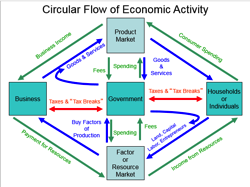 Circular Flow of Economic Activity
Product
Market
Business Income
Consumer Spending
Goods & Services
Spending
Fees
Goods
&
Services
Business
Taxes & "Tax Breaks"
Government
Taxes & "Tax Breaks"
Households
or
Individuals
Buy Factors
of
Production
Spending
Fees
Land, Capital
Labor, Entrepreneurs
Payment for Resources
Factor
or
Resource
Market
Income from Resources